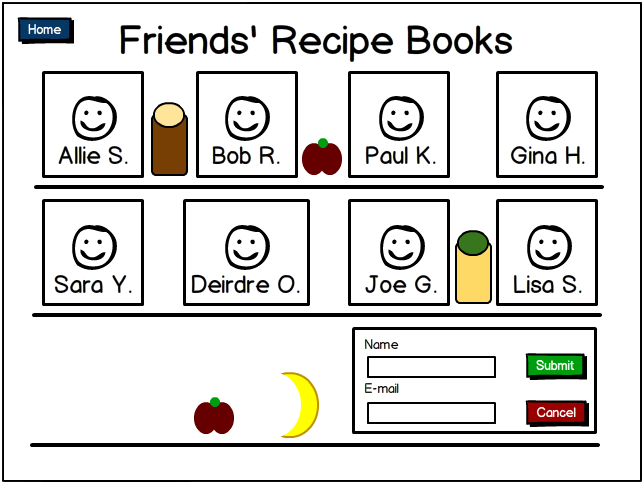 Home
Friends' Recipe Books
Allie S.
Bob R.
Paul K.
Gina H.
Sara Y.
Deirdre O.
Joe G.
Lisa S.
Name
Submit
E-mail
Cancel